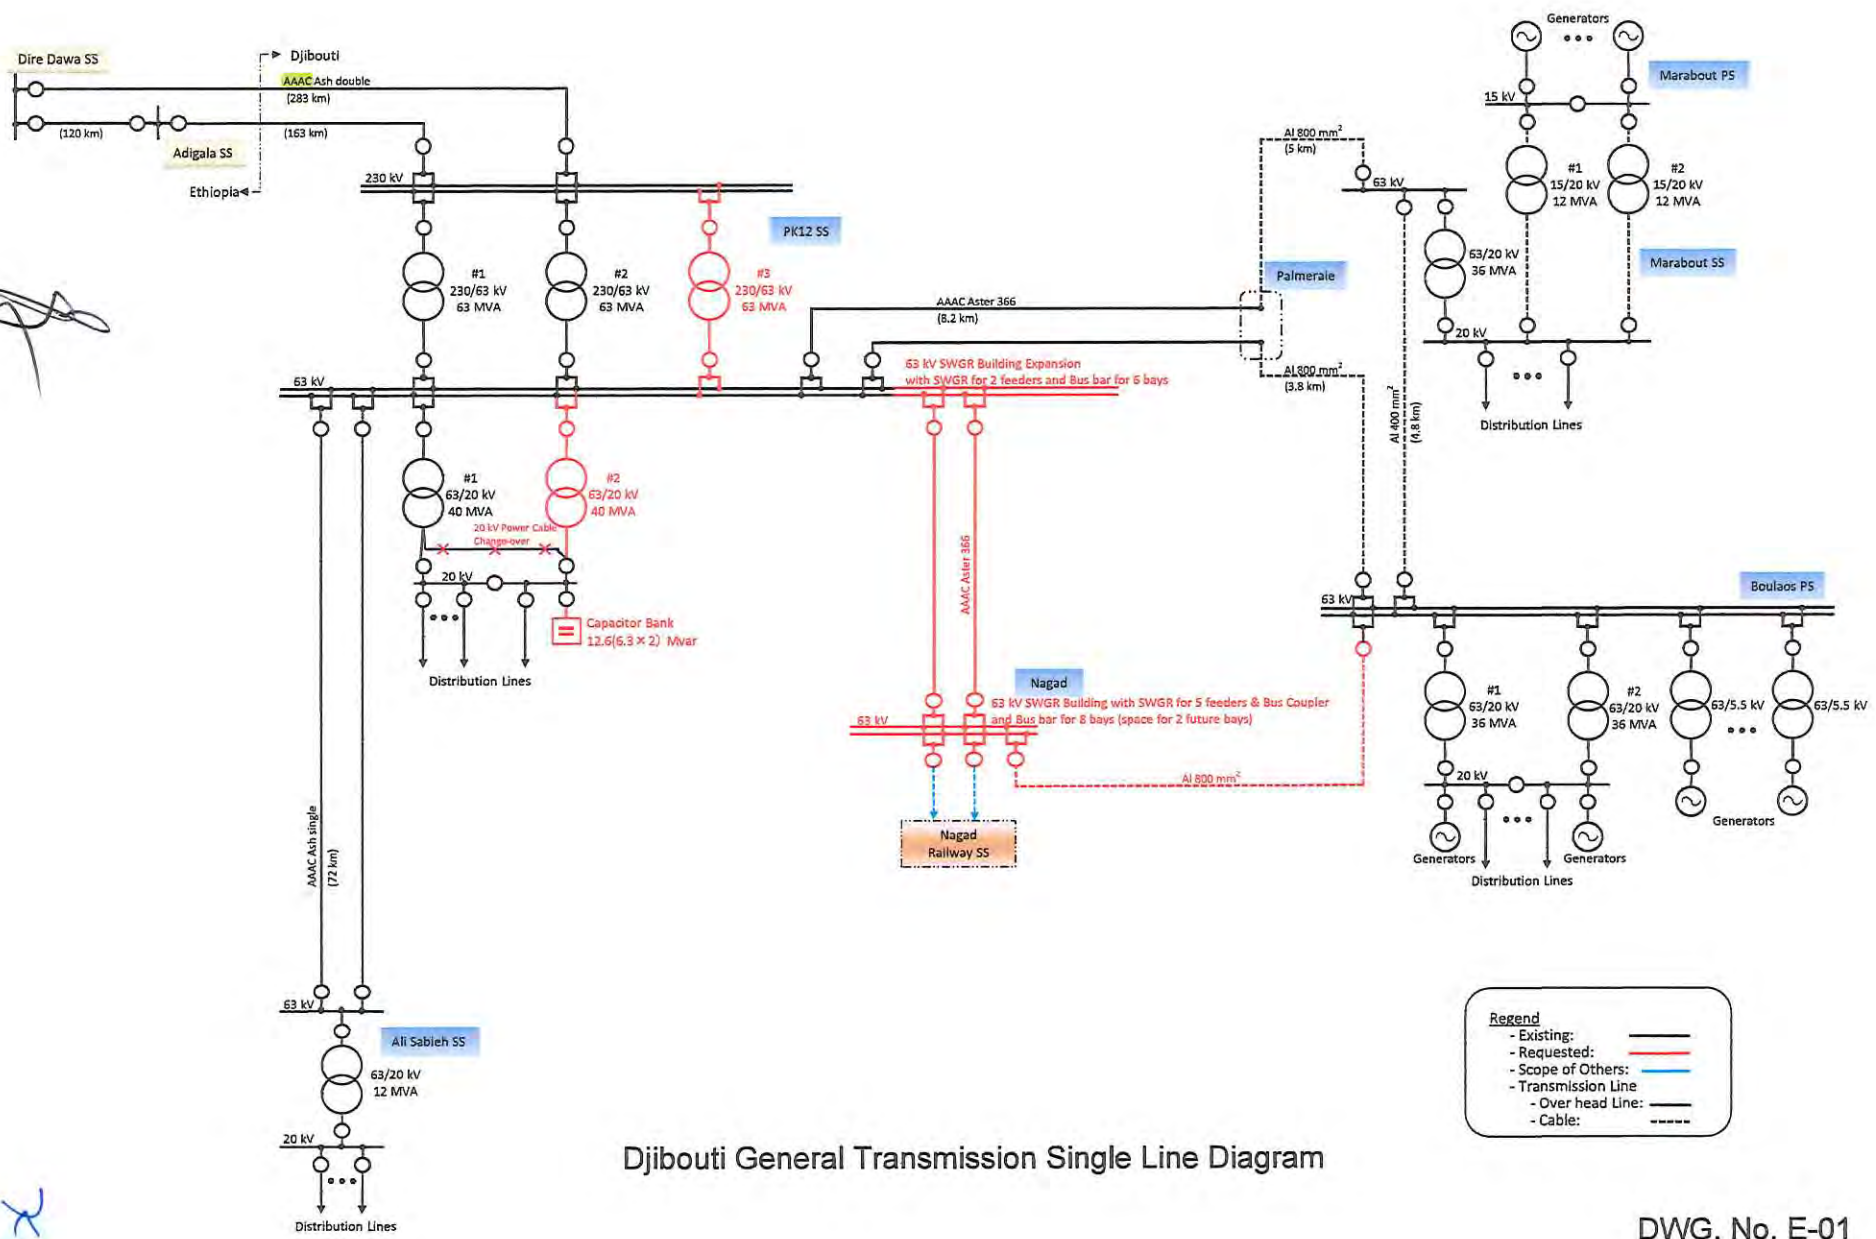 Dire Dawa SS
Djibouti
AAAC Ash double
(283 km)
(120 km)
(163 km)
Adigala SS
Ethiopia
230 kV
PK12 SS
#1
230/63 kV
63 MVA
#2
230/63 kV
63 MVA
#3
230/63 kV
63 MVA
AAAC Aster 366
(8.2 km)
Palmeraie
63 kV
63 kV SWGR Building Expansion
with SWGR for 2 feeders and Bus bar for 6 bays
#1
63/20 kV
40 MVA
#2
63/20 kV
40 MVA
20 kV Power Cable
Change-over
20 kV
Capacitor Bank
12.6(6.3 × 2) Mvar
Distribution Lines
AAAC Aster 366
Nagad
63 kV SWGR Building with SWGR for 5 feeders & Bus Coupler
and Bus bar for 8 bays (space for 2 future bays)
63 kV
Al 800 mm²
Nagad
Railway SS
AAAC Ash single
(72 km)
63 kV
Ali Sabieh SS
63/20 kV
12 MVA
20 kV
Distribution Lines
Generators
Marabout PS
15 kV
#1
15/20 kV
12 MVA
#2
15/20 kV
12 MVA
Al 800 mm²
(5 km)
63 kV
63/20 kV
36 MVA
Marabout SS
20 kV
Distribution Lines
Al 800 mm²
(3.8 km)
Al 400 mm²
(4.8 km)
63 kV
Boulaos PS
#1
63/20 kV
36 MVA
#2
63/20 kV
36 MVA
63/5.5 kV
63/5.5 kV
20 kV
Generators
Generators
Generators
Distribution Lines
Regend
- Existing:
- Requested:
- Scope of Others:
- Transmission Line
- Over head Line:
- Cable:
Djibouti General Transmission Single Line Diagram
DWG. No. E-01